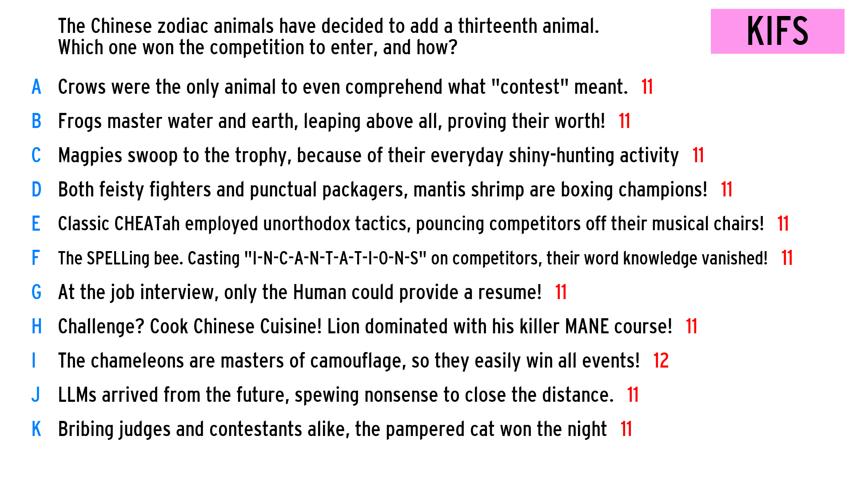 The Chinese zodiac animals have decided to add a thirteenth animal.
Which one won the competition to enter, and how?
KIFS
A Crows were the only animal to even comprehend what "contest" meant. 11
B Frogs master water and earth, leaping above all, proving their worth! 11
C Magpies swoop to the trophy, because of their everyday shiny-hunting activity 11
D Both feisty fighters and punctual packagers, mantis shrimp are boxing champions! 11
E Classic CHEATah employed unorthodox tactics, pouncing competitors off their musical chairs! 11
F The SPELLing bee. Casting "I-N-C-A-N-T-A-T-I-O-N-S" on competitors, their word knowledge vanished! 11
G At the job interview, only the Human could provide a resume! 11
H Challenge? Cook Chinese Cuisine! Lion dominated with his killer MANE course! 11
I The chameleons are masters of camouflage, so they easily win all events! 12
J LLMs arrived from the future, spewing nonsense to close the distance. 11
K Bribing judges and contestants alike, the pampered cat won the night 11